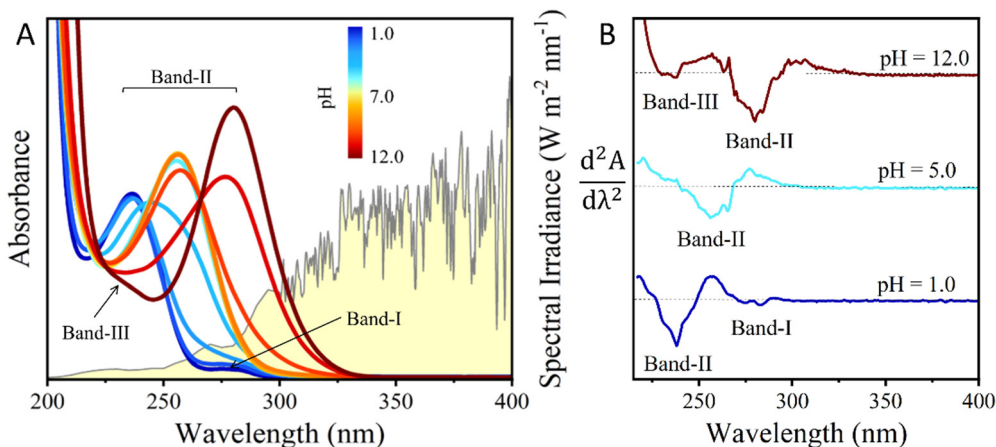 A
Band-II
pH
1.0
7.0
12.0
Band-III
Band-I
Absorbance
200
250
300
350
400
Wavelength (nm)
Spectral Irradiance (W m⁻² nm⁻¹)
B
pH = 12.0
Band-III
Band-II
d²A
dλ²
pH = 5.0
Band-II
pH = 1.0
Band-I
Band-II
250
300
350
400
Wavelength (nm)